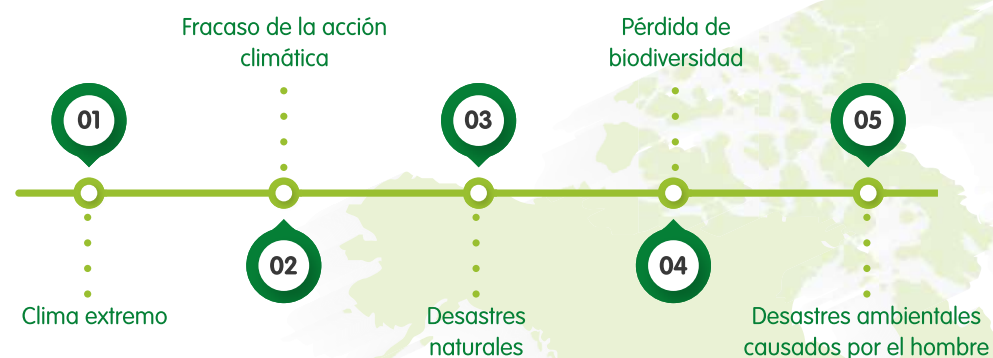 Fracaso de la acción
climática
Pérdida de
biodiversidad
01
03
05
02
04
Clima extremo
Desastres
naturales
Desastres ambientales
causados por el hombre